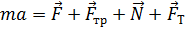 ma = F⃗ + F⃗тр + N⃗ + F⃗т